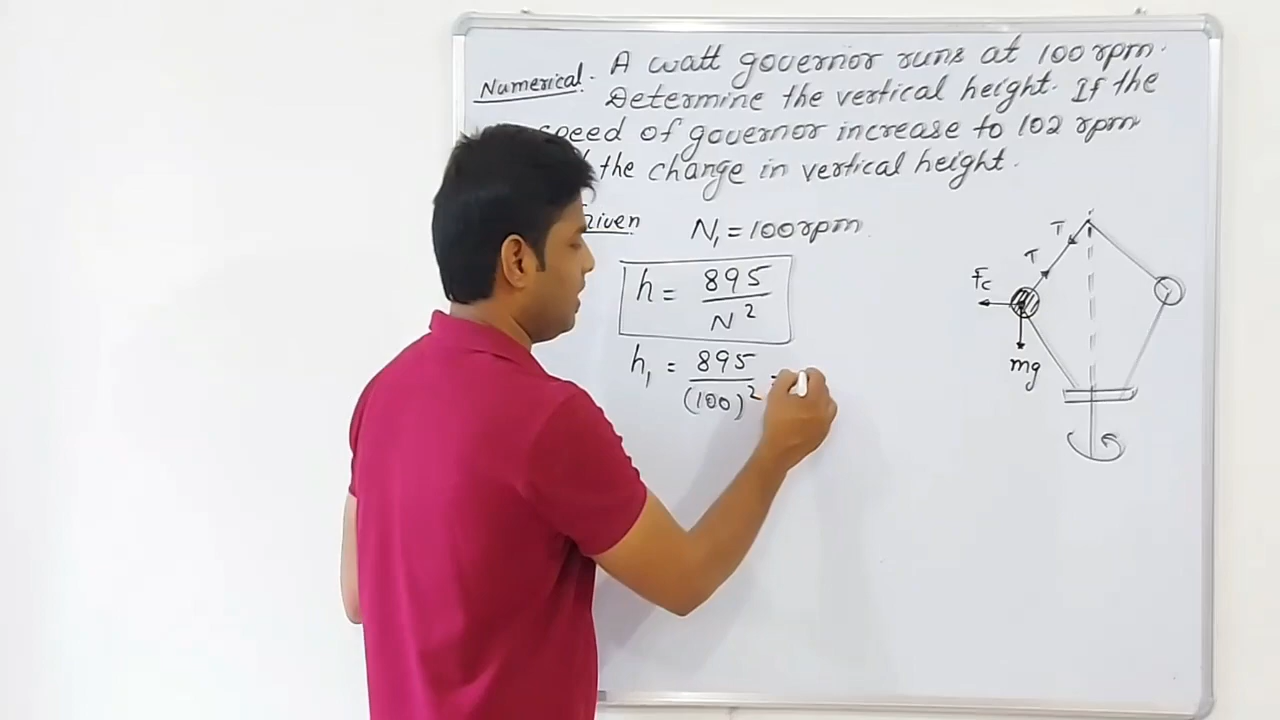 Numerical. A watt governor runs at 100 rpm.
Determine the vertical height. If the
speed of governor increase to 102 rpm
the change in vertical height.
Given N₁ = 100 rpm
h = 895 / N²
h₁ = 895 / (100)² =
T
T
Fc
mg